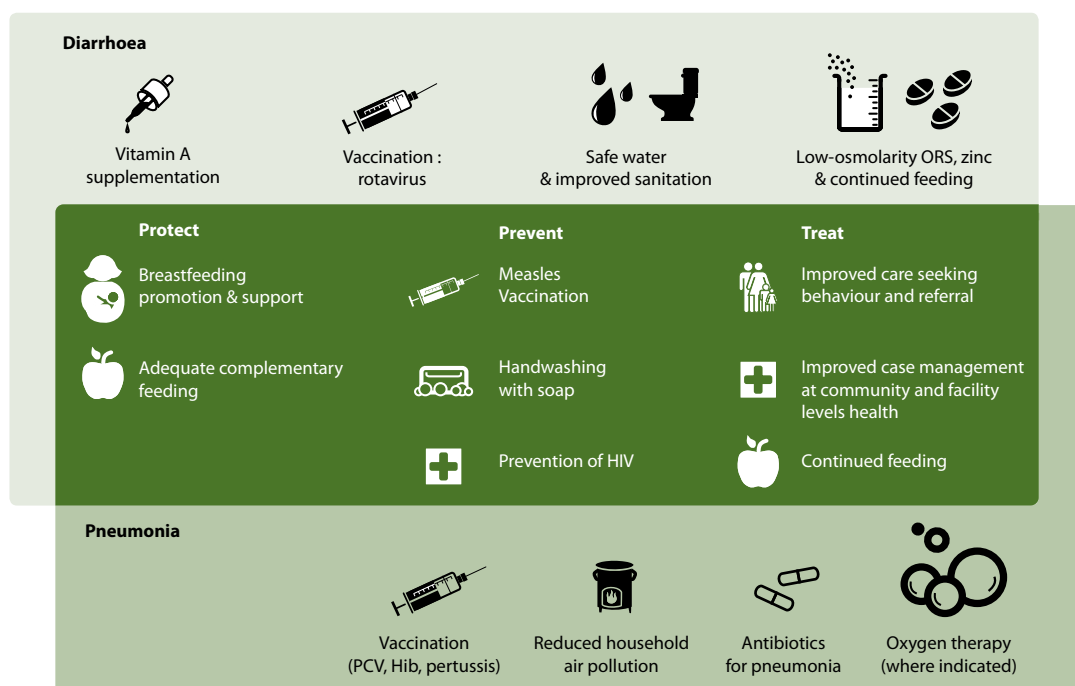 Diarrhoea
Vitamin A
supplementation
Vaccination :
rotavirus
Safe water
& improved sanitation
Low-osmolarity ORS, zinc
& continued feeding
Protect
Breastfeeding
promotion & support
Adequate complementary
feeding
Prevent
Measles
Vaccination
Handwashing
with soap
Prevention of HIV
Treat
Improved care seeking
behaviour and referral
Improved case management
at community and facility
levels health
Continued feeding
Pneumonia
Vaccination
(PCV, Hib, pertussis)
Reduced household
air pollution
Antibiotics
for pneumonia
Oxygen therapy
(where indicated)